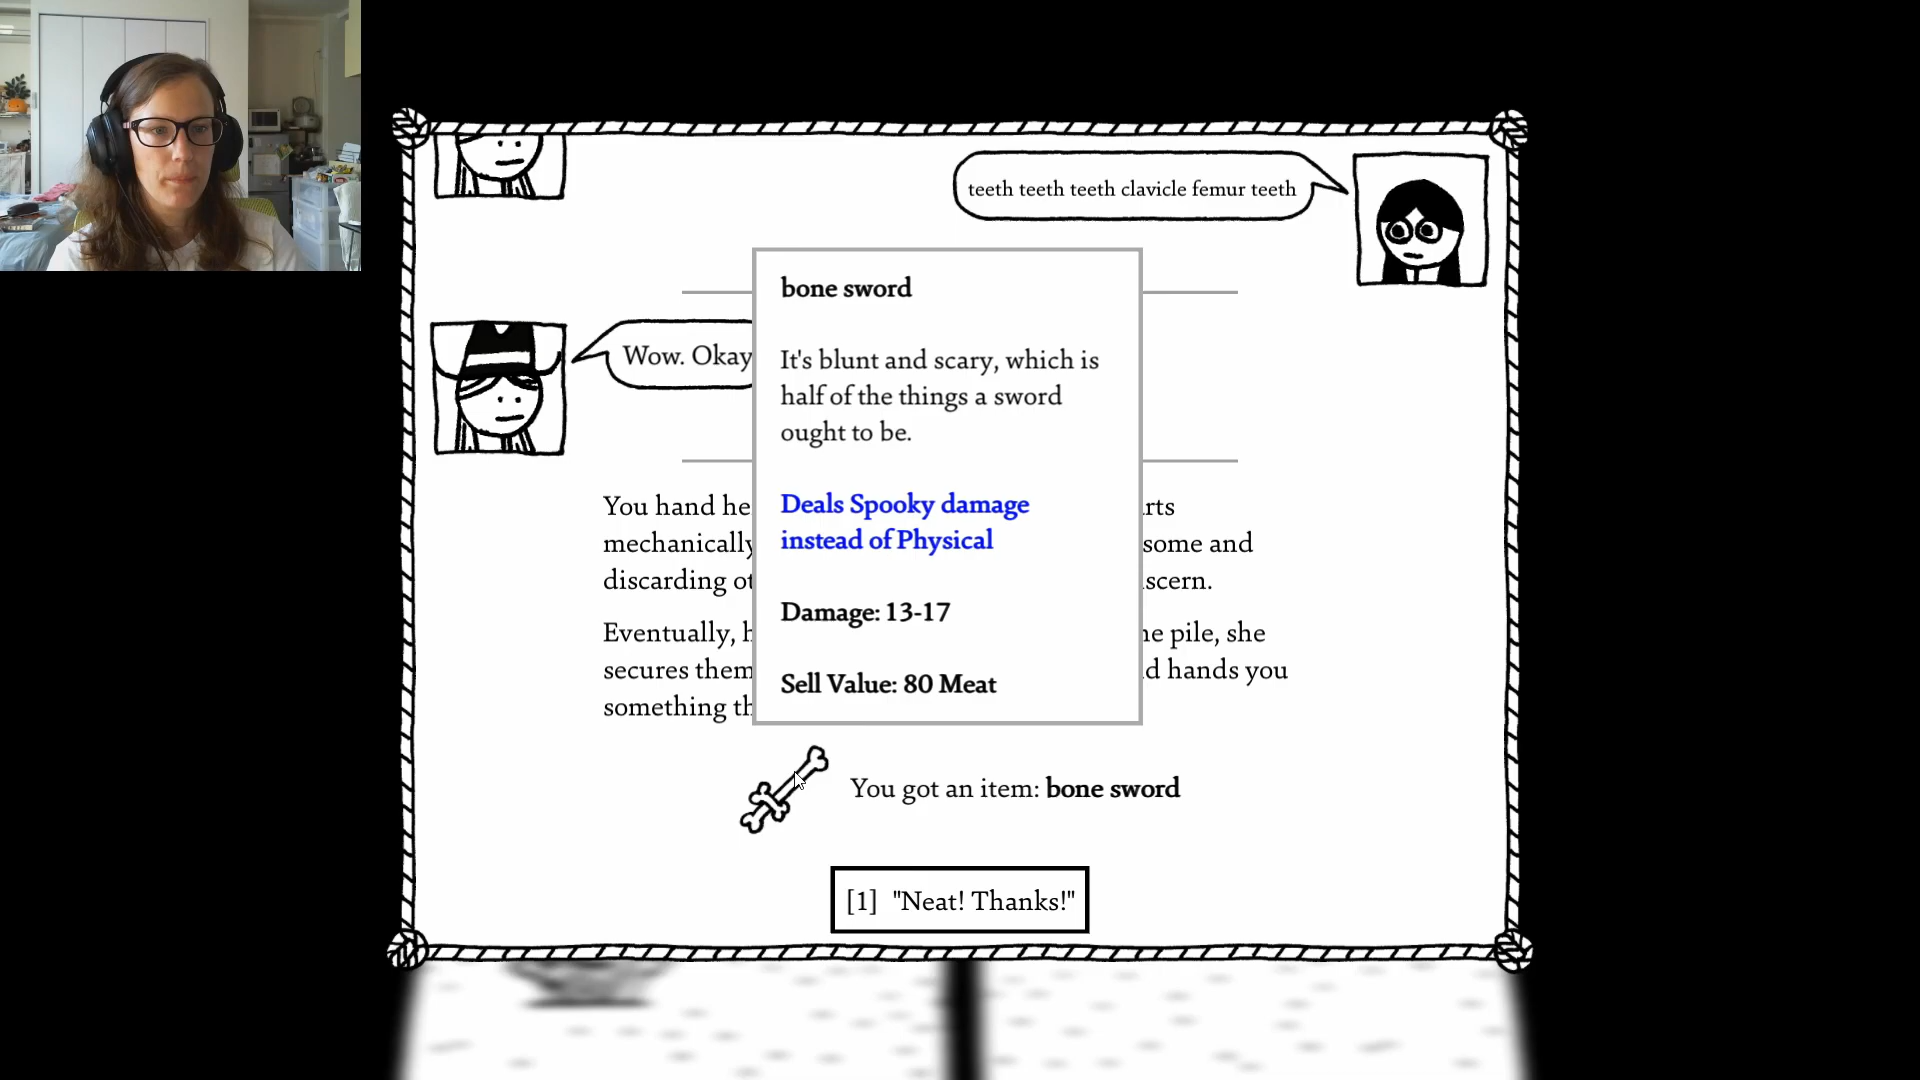 teeth teeth teeth clavicle femur teeth
bone sword
Wow. Okay
It's blunt and scary, which is
half of the things a sword
ought to be.
Deals Spooky damage
instead of Physical
Damage: 13-17
Sell Value: 80 Meat
You hand he
mechanically some and
discarding scern.
Eventually, he pile, she
secures them d hands you
something
You got an item: bone sword
[1] "Neat! Thanks!"